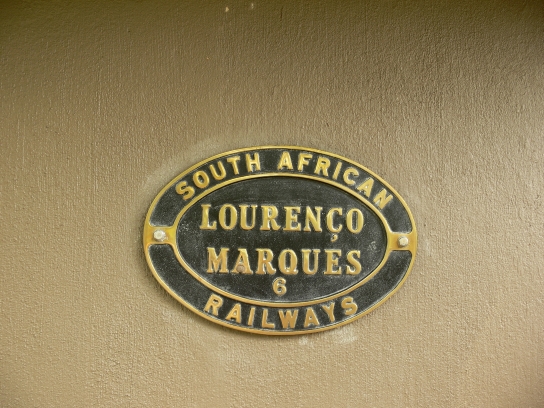 SOUTH AFRICAN
LOURENÇO
MARQUES
6
RAILWAYS